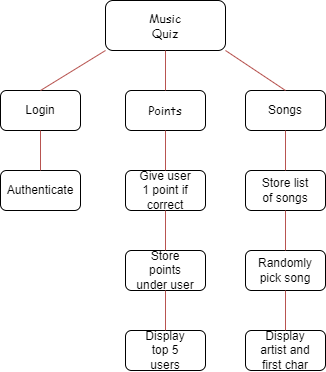 Music
Quiz
Login
Points
Songs
Authenticate
Give user
1 point if
correct
Store list
of songs
Store
points
under user
Randomly
pick song
Display
top 5
users
Display
artist and
first char